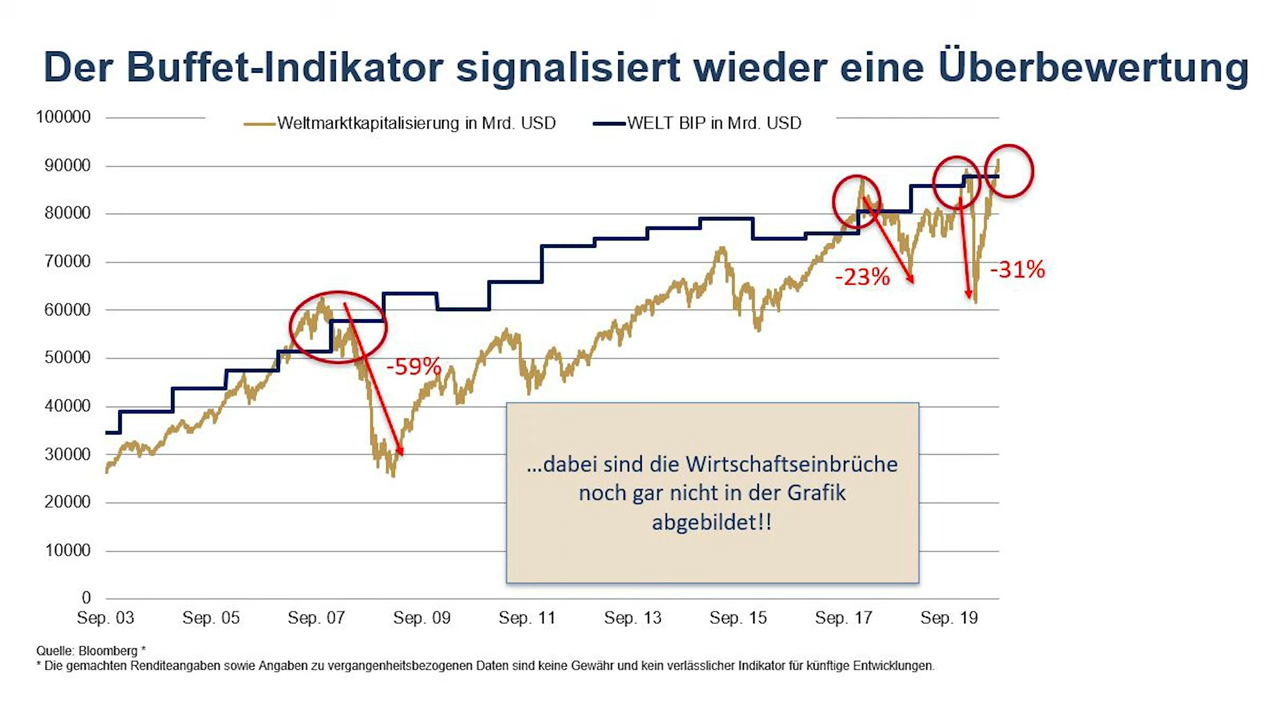 Der Buffet-Indikator signalisiert wieder eine Überbewertung
100000
Weltmarktkapitalisierung in Mrd. USD
WELT BIP in Mrd. USD
90000
80000
70000
-23%
-31%
60000
50000
-59%
40000
30000
20000
10000
0
...dabei sind die Wirtschaftseinbrüche
noch gar nicht in der Grafik
abgebildet!!
Sep. 03 Sep. 05 Sep. 07 Sep. 09 Sep. 11 Sep. 13 Sep. 15 Sep. 17 Sep. 19
Quelle: Bloomberg *
* Die gemachten Renditeangaben sowie Angaben zu vergangenheitsbezogenen Daten sind keine Gewähr und kein verlässlicher Indikator für künftige Entwicklungen.